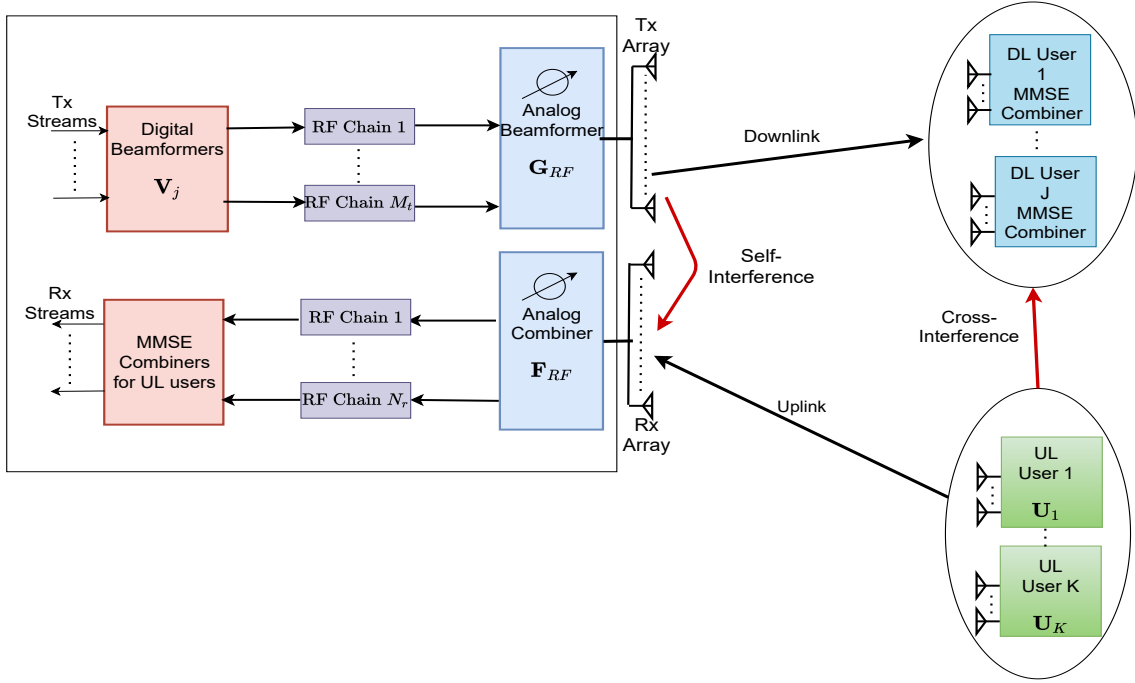 Tx
Streams
Digital
Beamformers
V_j
RF Chain 1
RF Chain M_t
Analog
Beamformer
G_RF
Tx
Array
Downlink
DL User
1
MMSE
Combiner
DL User
J
MMSE
Combiner
Self-
Interference
Cross-
Interference
Rx
Streams
MMSE
Combiners
for UL users
RF Chain 1
RF Chain N_r
Analog
Combiner
F_RF
Rx
Array
Uplink
UL
User 1
U_1
UL
User K
U_K